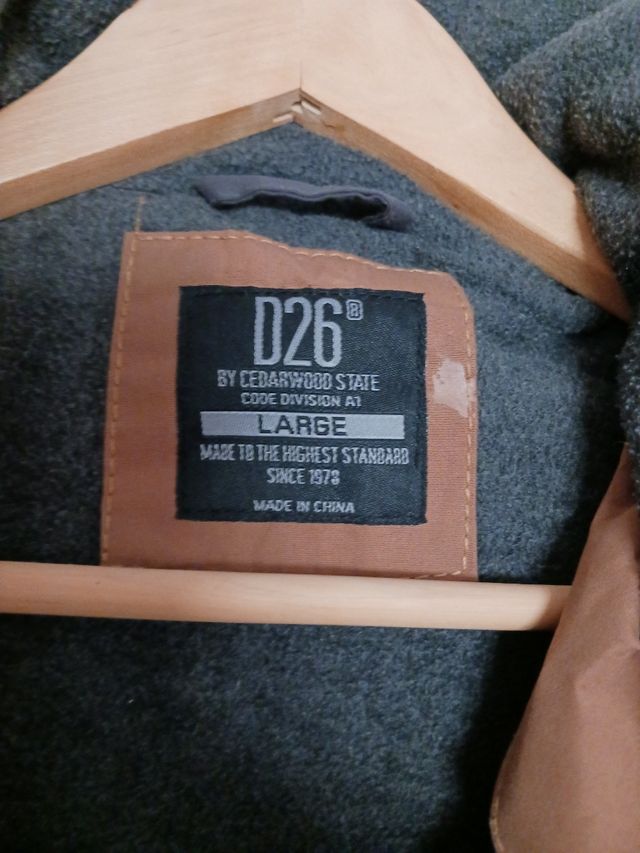 D26®
BY CEDARWOOD STATE
CODE DIVISION A1
LARGE
MADE TO THE HIGHEST STANDARD
SINCE 1978
MADE IN CHINA